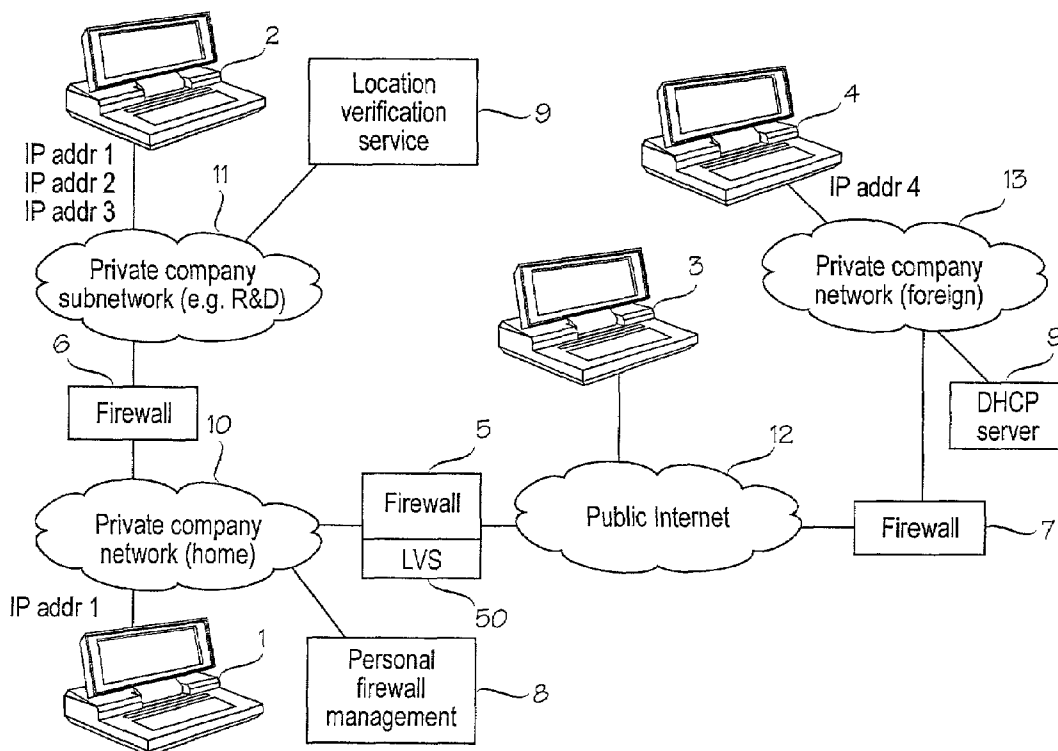 2
Location
verification
service
9
4
IP addr 1
IP addr 2
IP addr 3
11
IP addr 4
13
Private company
subnetwork (e.g. R&D)
3
Private company
network (foreign)
6
Firewall
9
DHCP
server
10
5
12
Private company
network (home)
Firewall
LVS
50
Public Internet
Firewall
7
IP addr 1
1
Personal
firewall
management
8